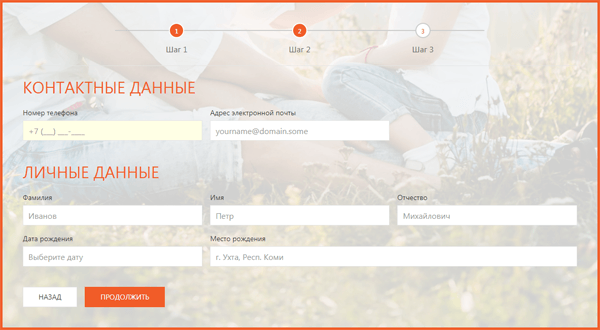 1 2 3
Шаг 1 Шаг 2 Шаг 3
КОНТАКТНЫЕ ДАННЫЕ
Номер телефона Адрес электронной почты
+7 (___) ___-____ yourname@domain.some
ЛИЧНЫЕ ДАННЫЕ
Фамилия Имя Отчество
Иванов Петр Михайлович
Дата рождения Место рождения
Выберите дату г. Ухта, Респ. Коми
НАЗАД ПРОДОЛЖИТЬ